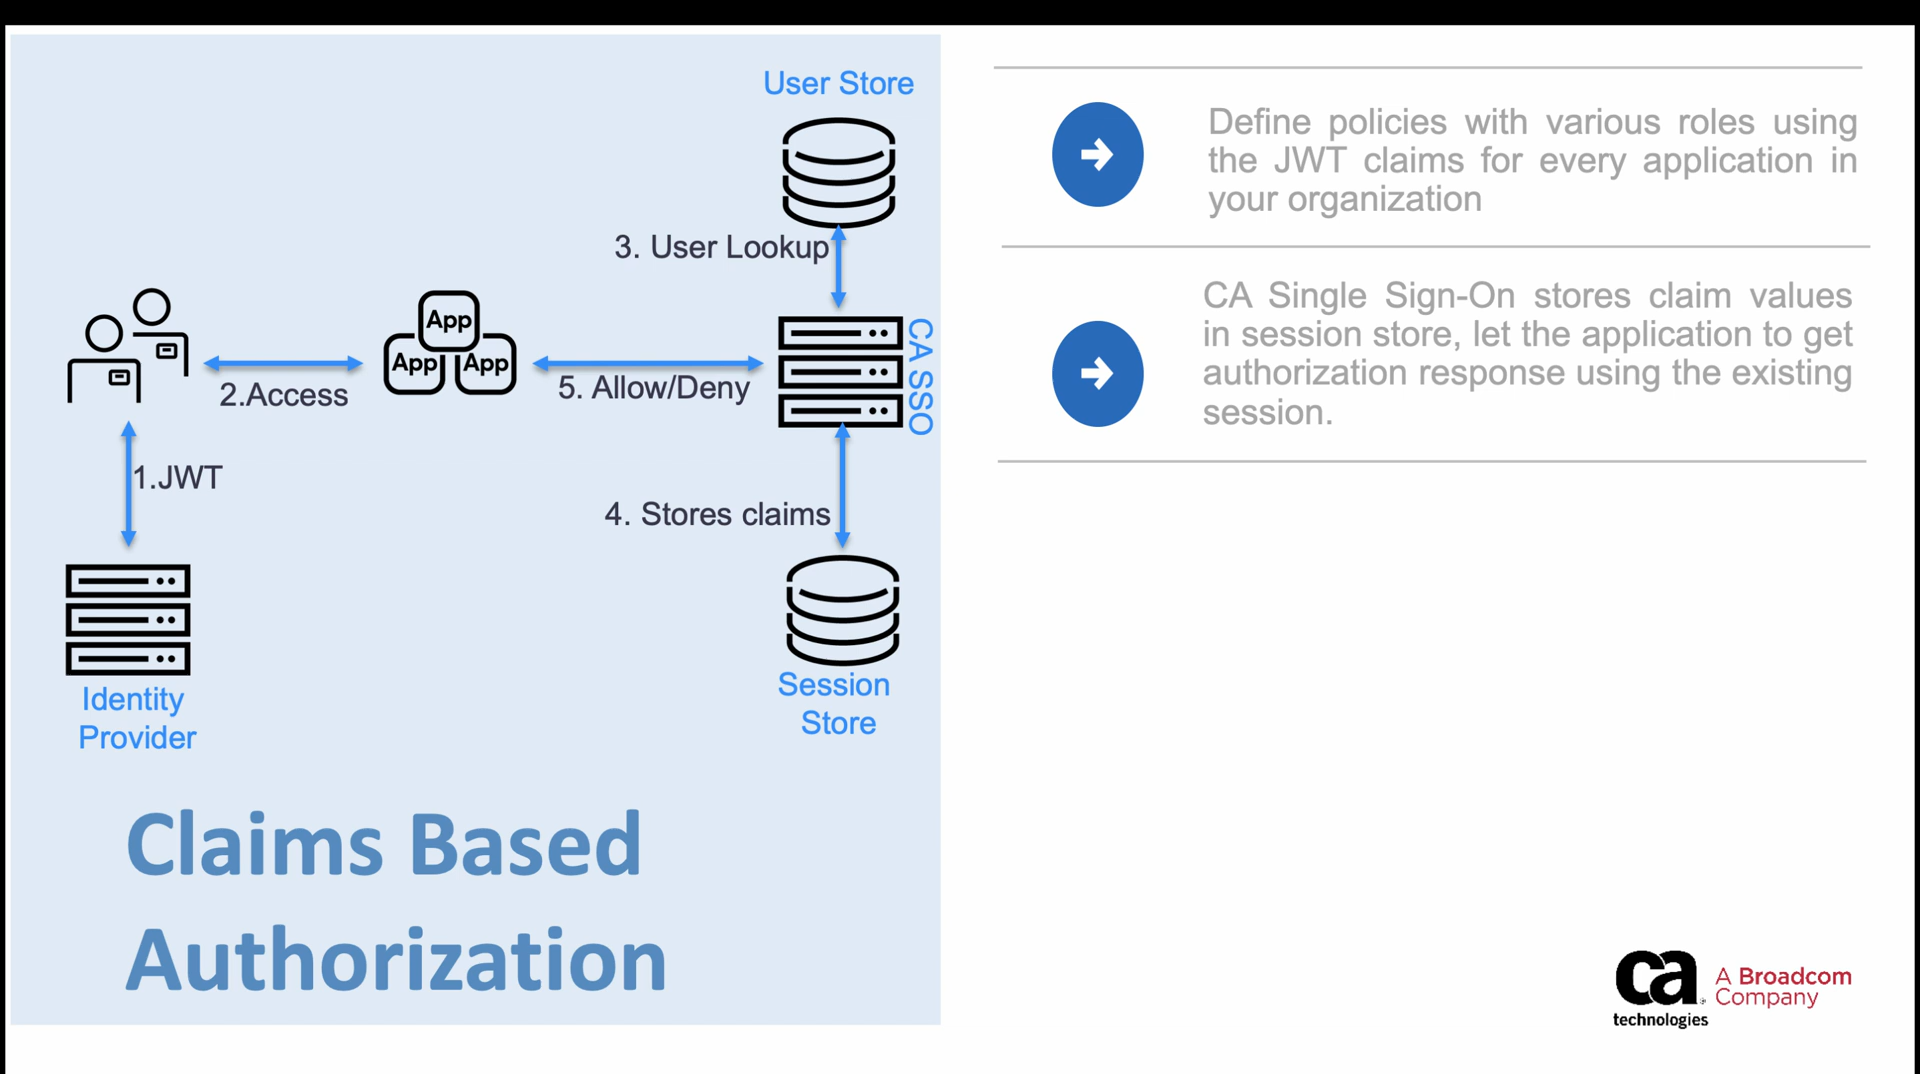 User Store
3. User Lookup
App
App
App
CA SSO
2.Access
5. Allow/Deny
1.JWT
4. Stores claims
Identity
Provider
Session
Store
Claims Based
Authorization
Define policies with various roles using
the JWT claims for every application in
your organization
CA Single Sign-On stores claim values
in session store, let the application to get
authorization response using the existing
session.
ca
technologies
A Broadcom
Company